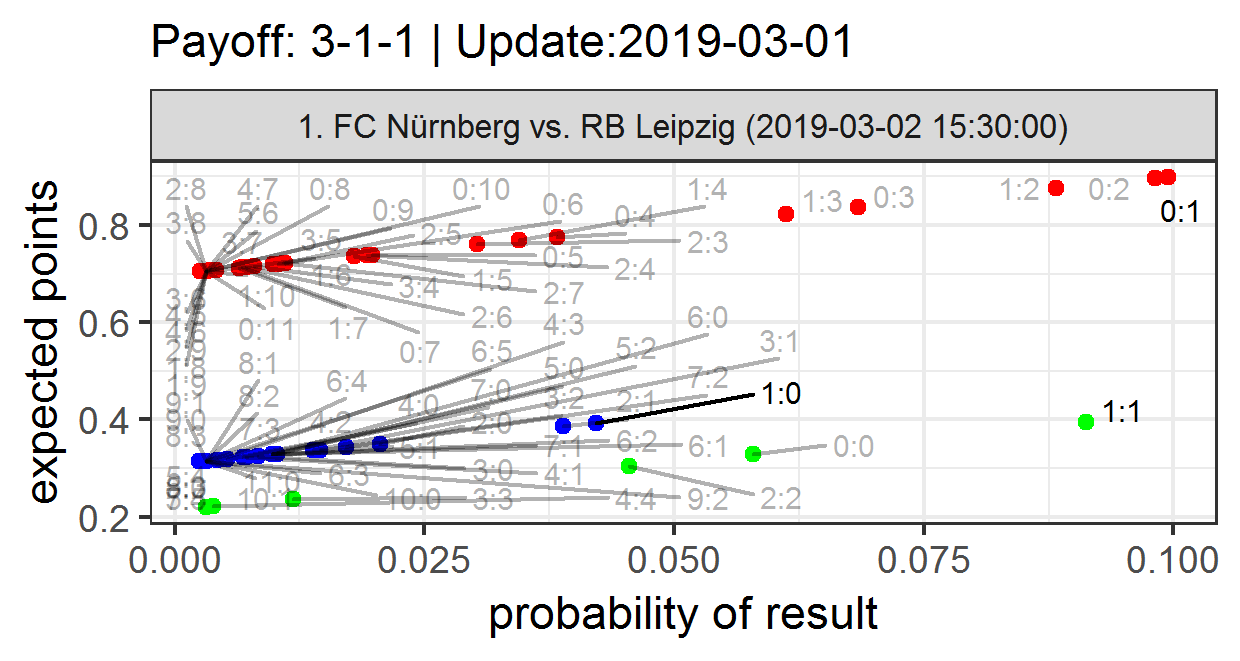 Payoff: 3-1-1 | Update:2019-03-01
1. FC Nürnberg vs. RB Leipzig (2019-03-02 15:30:00)
expected points
0.8
0.6
0.4
0.2
2:8 4:7 0:8 0:10 1:4 1:2 0:2
5:6 0:9 0:6 1:3 0:3
3:8 0:4 0:1
3:7 3:5 2:5 2:3
0:5
1:6 1:5 2:4
3:4 2:7
1:10
2:6 6:0
0:11 1:7 4:3
0:7 6:5 5:2 3:1
8:1 5:0
6:4 7:0 7:2
1:9 8:2 3:2 2:1 1:0
9:1 4:0 1:1
4:2 2:0
7:3
5:1 7:1 6:2 6:1 0:0
6:3 3:0 4:1
10:0 3:3 4:4 9:2 2:2
0.000 0.025 0.050 0.075 0.100
probability of result